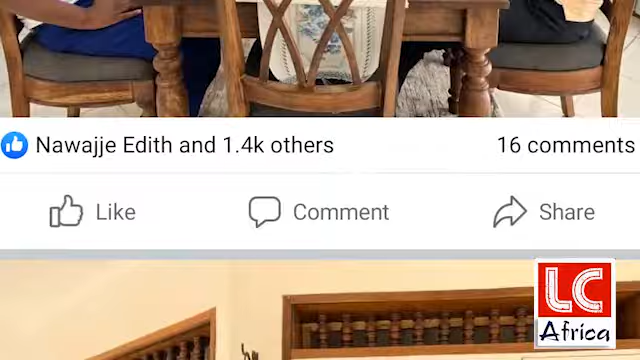 Nawajje Edith and 1.4k others
16 comments
Like
Comment
Share
LC
Africa